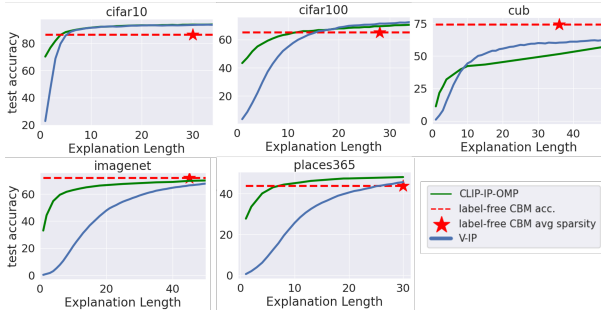 cifar10
cifar100
cub
test accuracy
80
60
40
20
0
10
20
30
Explanation Length
60
40
20
0
0
10
20
30
Explanation Length
75
50
25
0
0
20
40
Explanation Length
imagenet
places365
test accuracy
60
40
20
0
0
20
40
Explanation Length
40
20
0
0
10
20
30
Explanation Length
CLIP-IP-OMP
label-free CBM acc.
label-free CBM avg sparsity
V-IP